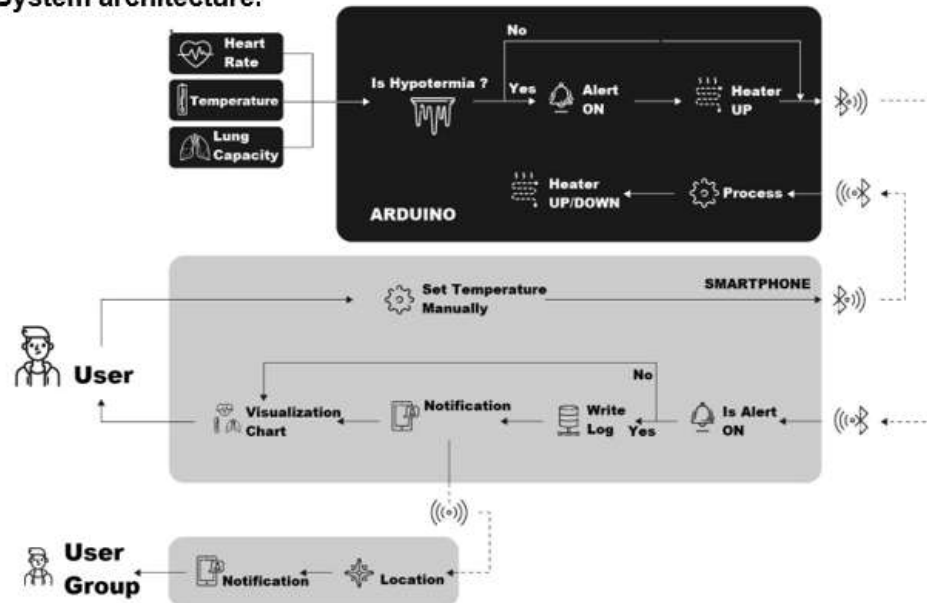 System architecture:
Heart
Rate
Temperature
Lung
Capacity
No
Is Hypotermia ?
Yes
Alert
ON
Heater
UP
Heater
UP/DOWN
Process
ARDUINO
SMARTPHONE
Set Temperature
Manually
User
No
Visualization
Chart
Notification
Write
Log
Yes
Is Alert
ON
User
Group
Notification
Location